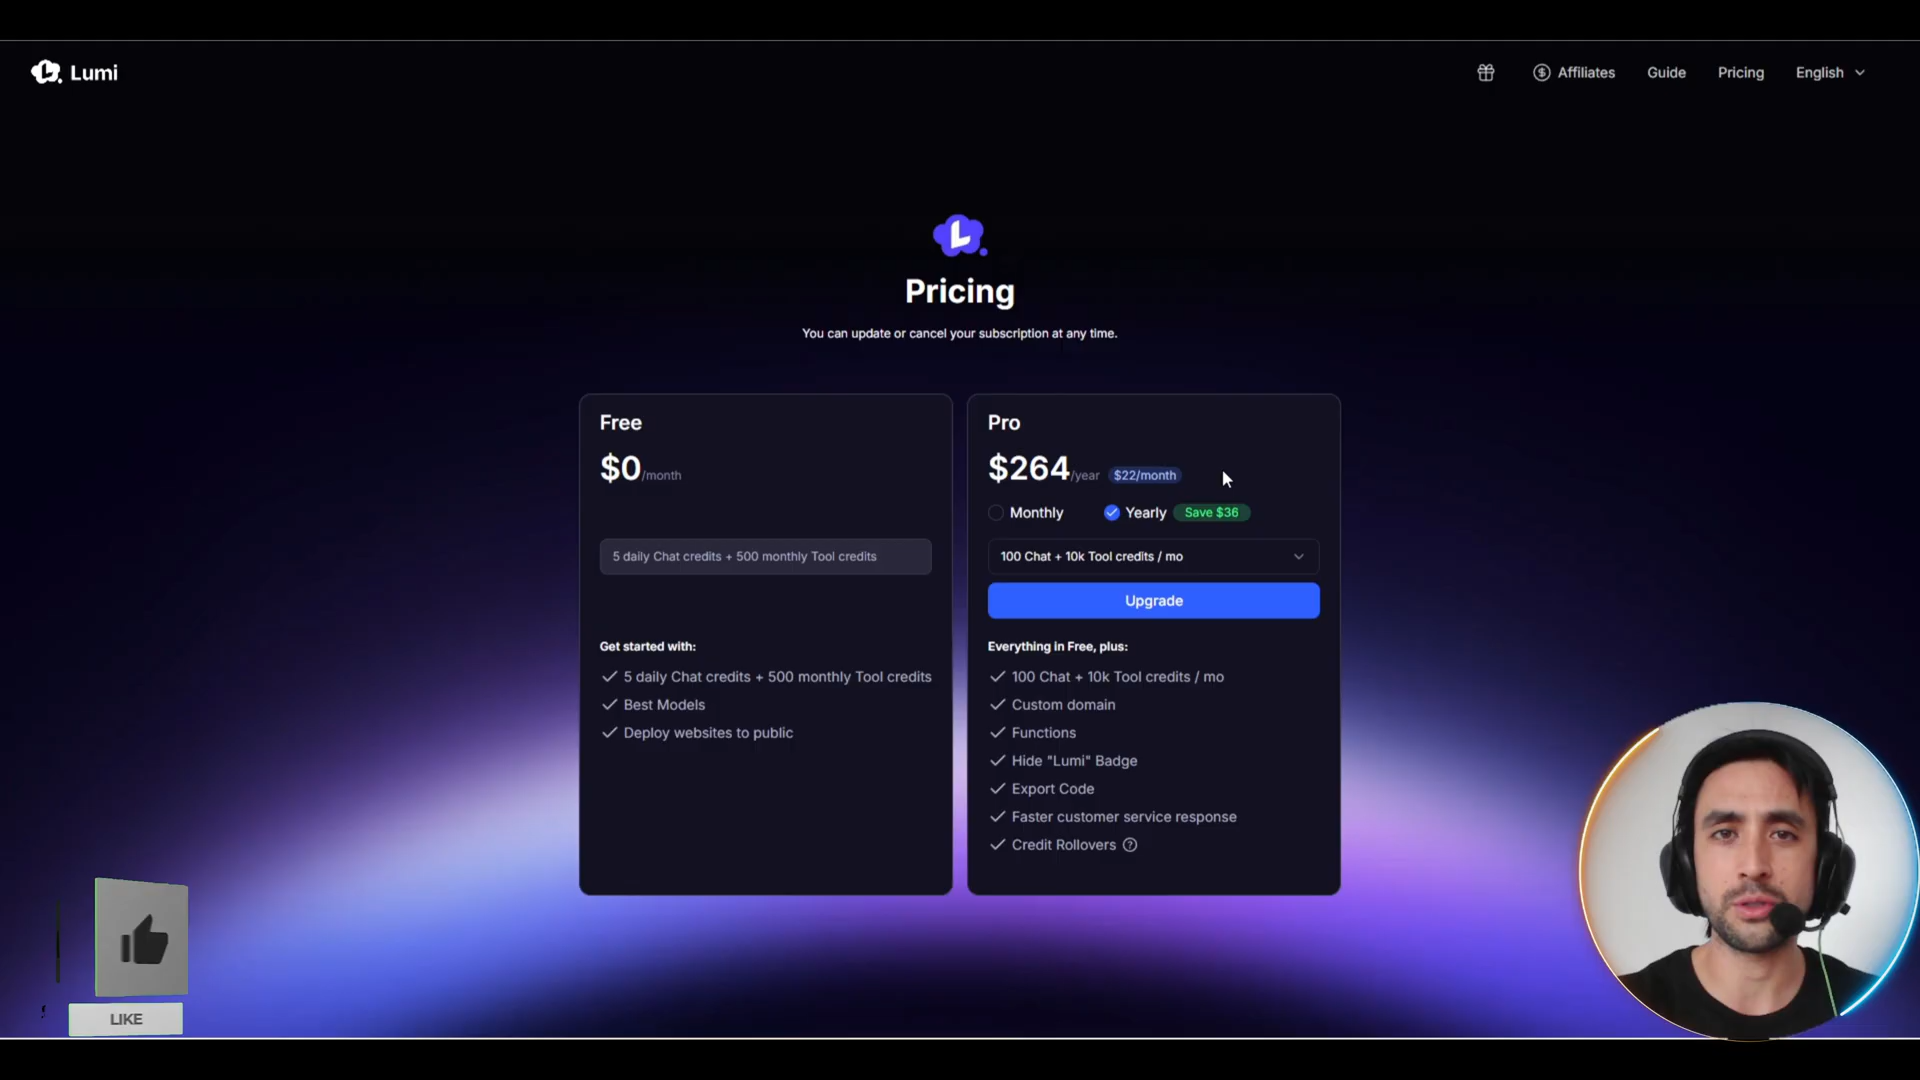 Lumi
Affiliates
Guide
Pricing
English
Pricing
You can update or cancel your subscription at any time.
Free
$0/month
5 daily Chat credits + 500 monthly Tool credits
Get started with:
5 daily Chat credits + 500 monthly Tool credits
Best Models
Deploy websites to public
Pro
$264/year $22/month
Monthly Yearly Save $36
100 Chat + 10k Tool credits / mo
Upgrade
Everything in Free, plus:
100 Chat + 10k Tool credits / mo
Custom domain
Functions
Hide "Lumi" Badge
Export Code
Faster customer service response
Credit Rollovers
LIKE